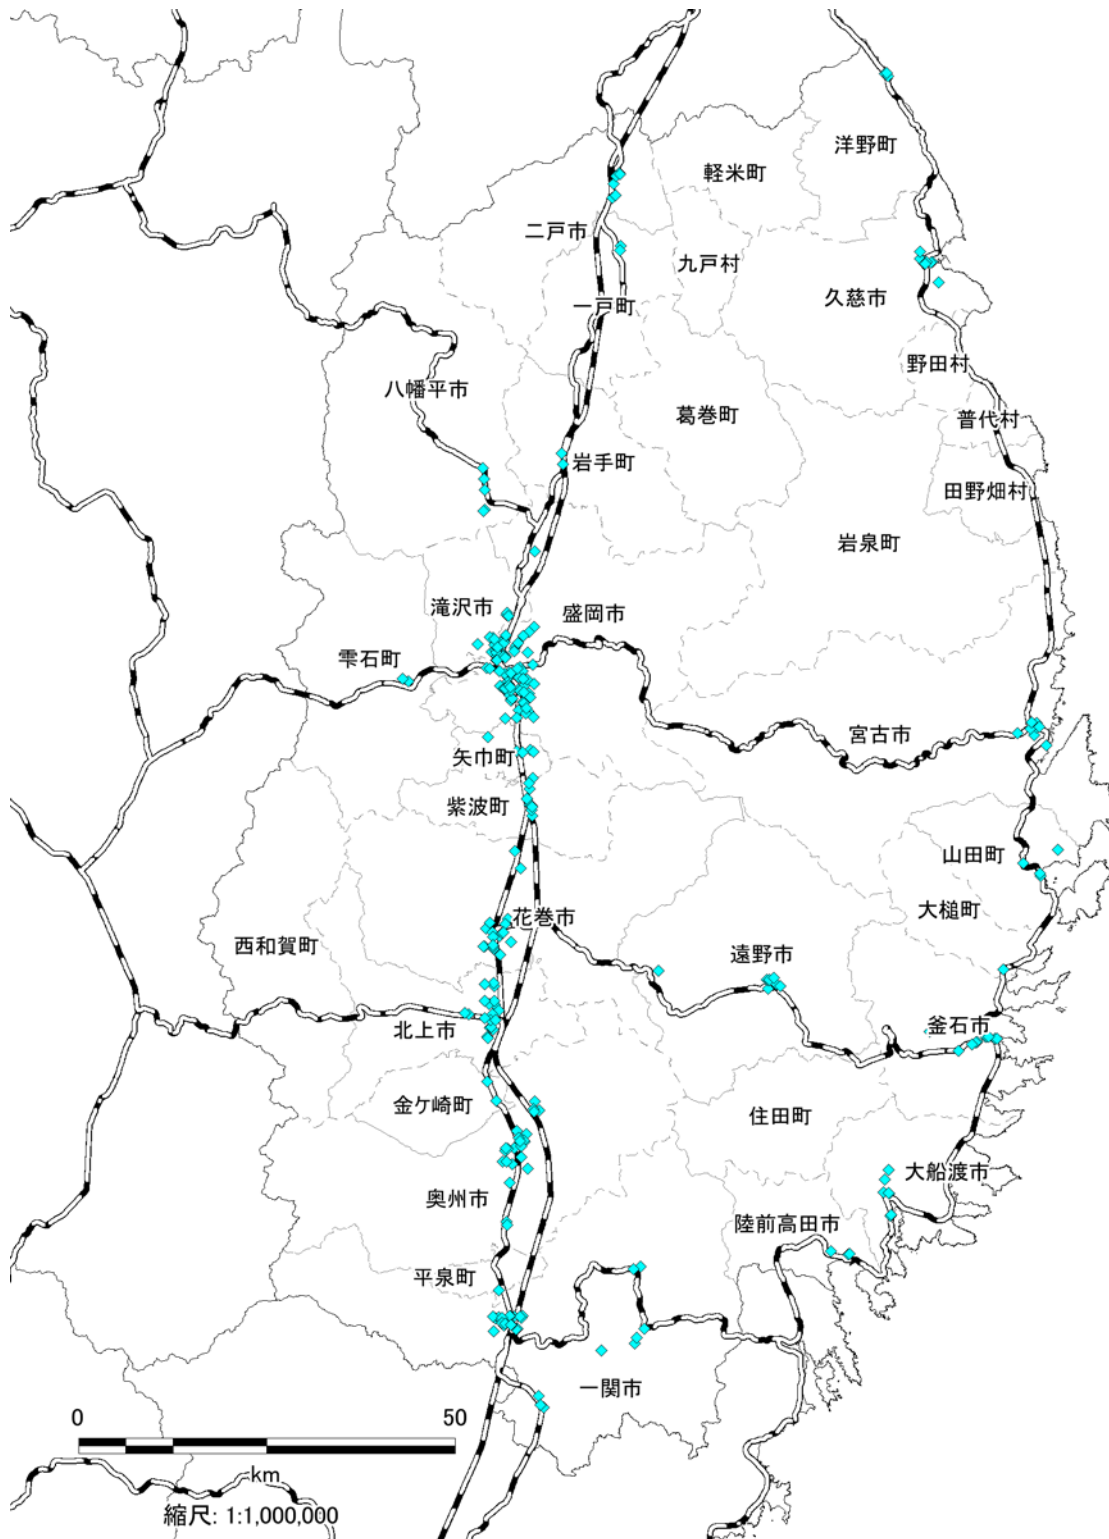 洋野町
軽米町
二戸市
九戸村
久慈市
一戸町
野田村
八幡平市
葛巻町
普代村
岩手町
田野畑村
岩泉町
滝沢市
盛岡市
雫石町
宮古市
矢巾町
紫波町
山田町
大槌町
花巻市
西和賀町
遠野市
釜石市
北上市
金ケ崎町
住田町
大船渡市
奥州市
陸前高田市
平泉町
一関市
0 50
km
縮尺: 1:1,000,000